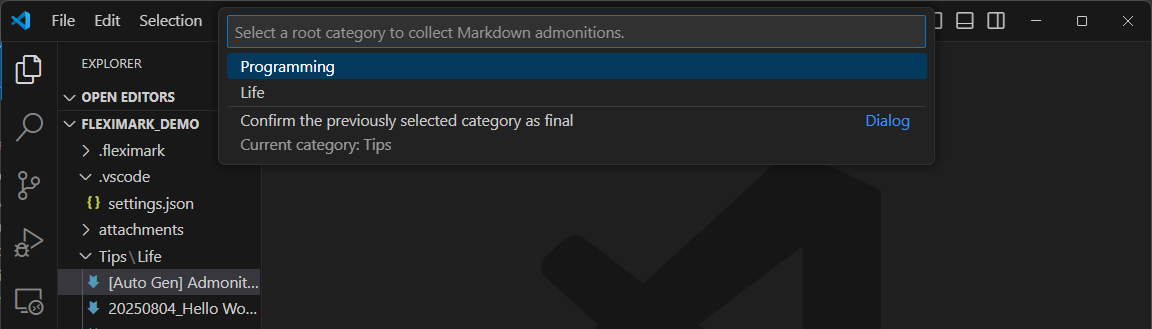 File Edit Selection
Select a root category to collect Markdown admonitions.
Programming
Life
Confirm the previously selected category as final Dialog
Current category: Tips
EXPLORER
OPEN EDITORS
FLEXIMARK_DEMO
.fleximark
.vscode
{} settings.json
attachments
Tips\Life
[Auto Gen] Admonit...
20250804_Hello Wo...